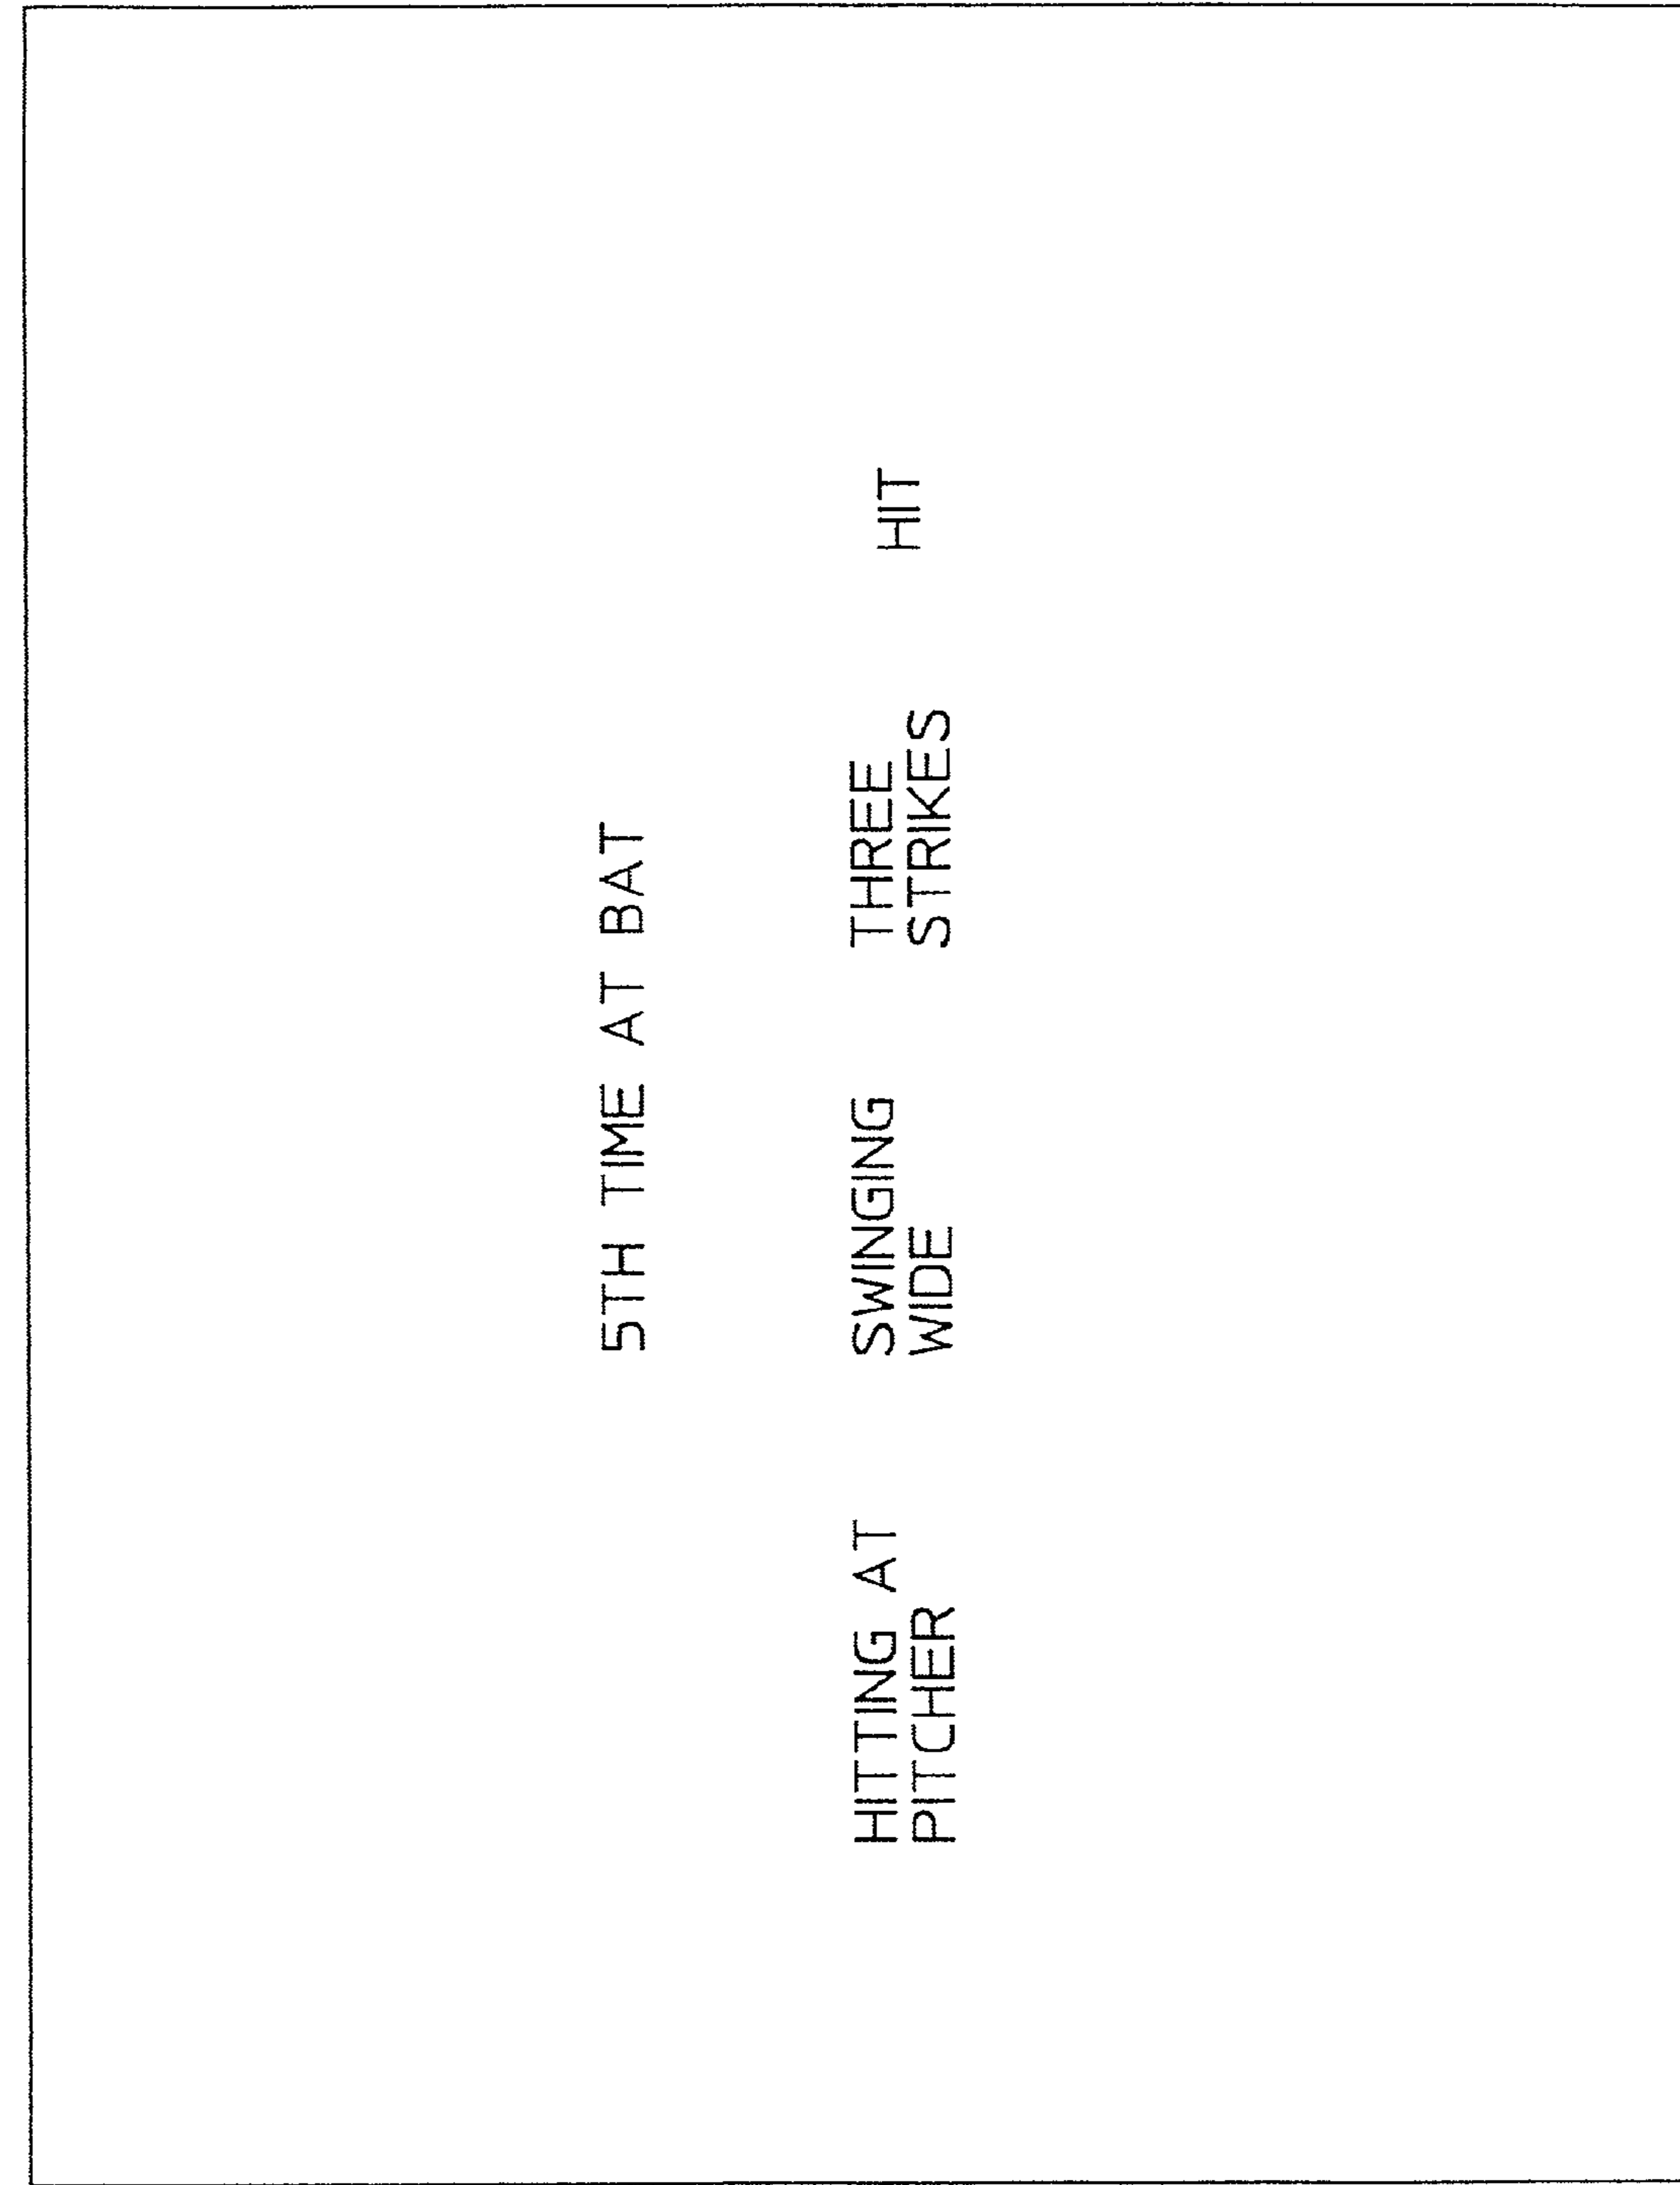 5TH TIME AT BAT
HITTING AT
PITCHER
SWINGING
WIDE
THREE
STRIKES
HIT